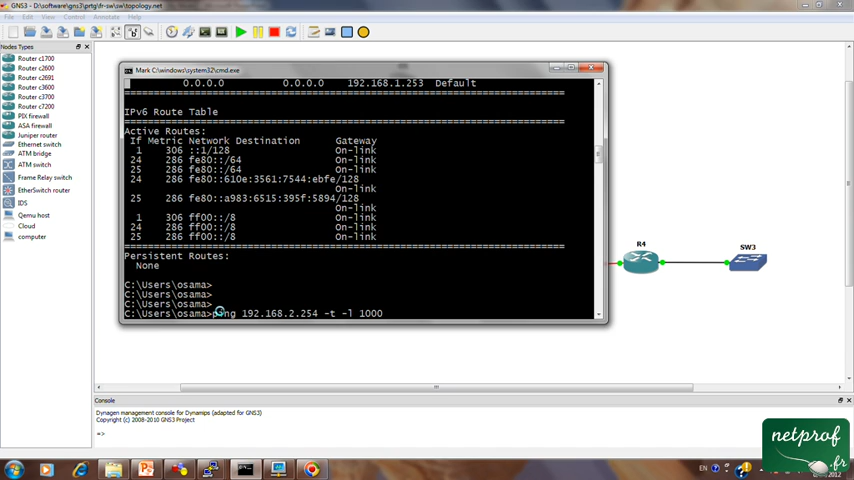 GNS3 - D:\software\gns3\prtg\fr-sw\sw\topology.net
File Edit View Control Annotate Help
Nodes Types
Router c1700
Router c2600
Router c2691
Router c3600
Router c3700
Router c7200
PIX firewall
ASA firewall
Juniper router
Ethernet switch
ATM bridge
ATM switch
Frame Relay switch
EtherSwitch router
IDS
Qemu host
Cloud
computer
Mark C:\windows\system32\cmd.exe
0.0.0.0 0.0.0.0 192.168.1.253 Default
===========================================================================
IPv6 Route Table
===========================================================================
Active Routes:
If Metric Network Destination Gateway
1 306 ::1/128 On-link
24 286 fe80::/64 On-link
25 286 fe80::/64 On-link
24 286 fe80::610e:3561:7544:ebfe/128
On-link
25 286 fe80::a983:6515:395f:5894/128
On-link
1 306 ff00::/8 On-link
24 286 ff00::/8 On-link
25 286 ff00::/8 On-link
===========================================================================
Persistent Routes:
None
C:\Users\osama>
C:\Users\osama>
C:\Users\osama>
C:\Users\osama>ping 192.168.2.254 -t -l 1000
R4
SW3
Console
Dynagen management console for Dynamips (adapted for GNS3)
Copyright (c) 2008-2010 GNS3 Project
=>
netprof
.fr
EN